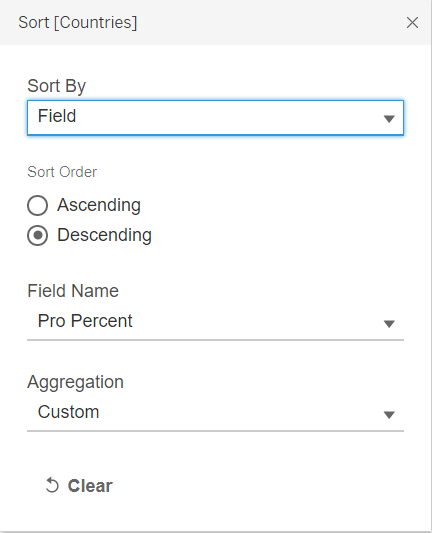 Sort [Countries]
Sort By
Field
Sort Order
Ascending
Descending
Field Name
Pro Percent
Aggregation
Custom
Clear